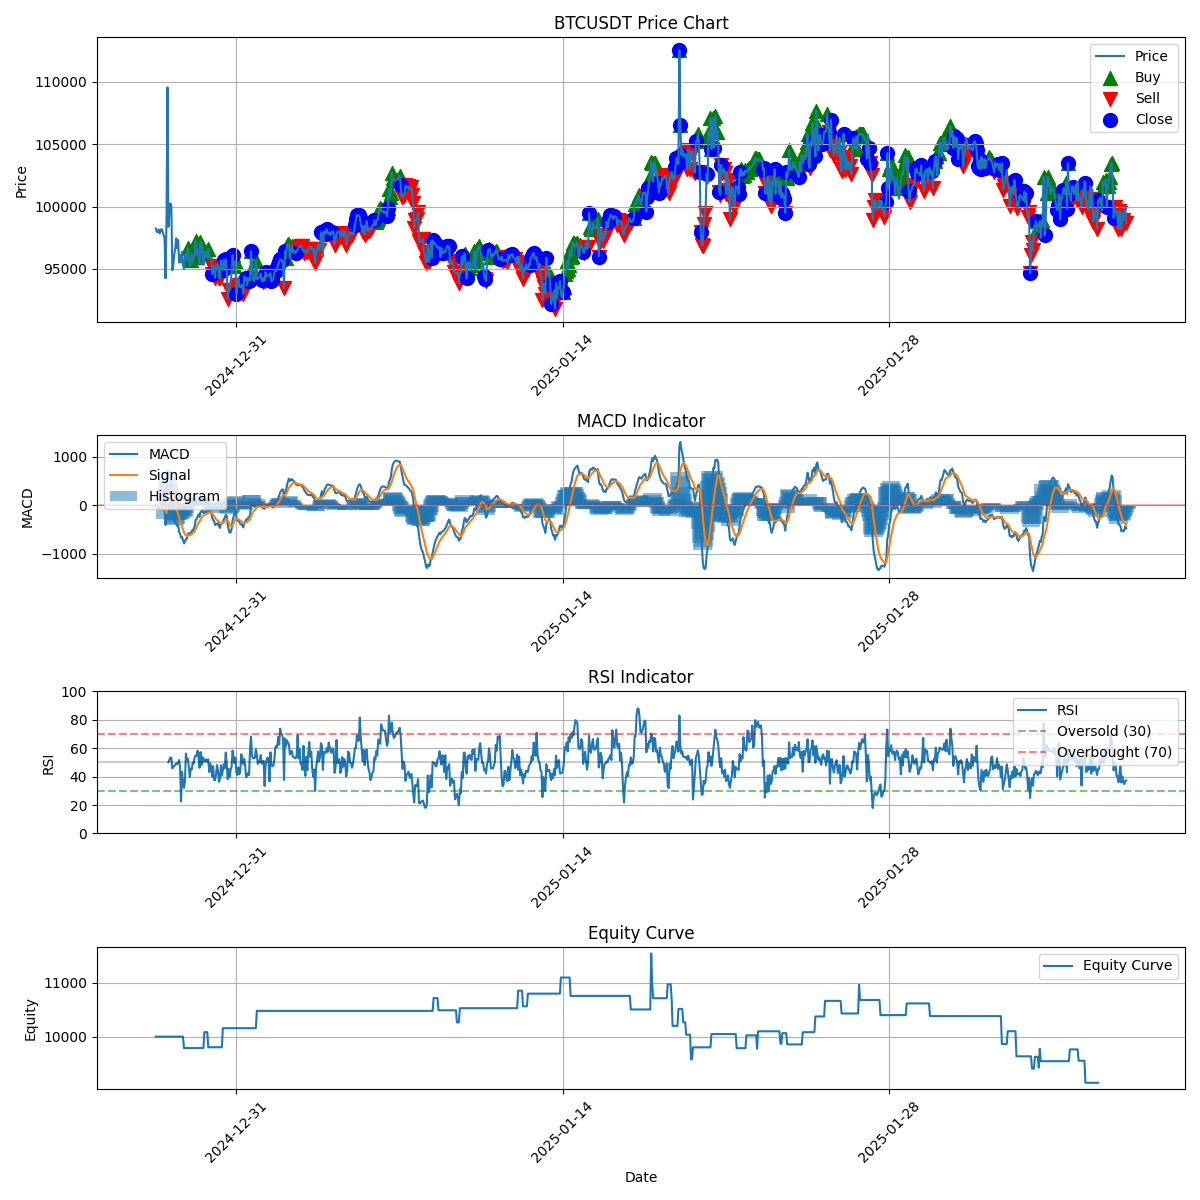 BTCUSDT Price Chart
Price
110000
105000
100000
95000
Price
Buy
Sell
Close
2024-12-31
2025-01-14
2025-01-28
MACD Indicator
MACD
1000
0
−1000
MACD
Signal
Histogram
2024-12-31
2025-01-14
2025-01-28
RSI Indicator
RSI
100
80
60
40
20
0
RSI
Oversold (30)
Overbought (70)
2024-12-31
2025-01-14
2025-01-28
Equity Curve
Equity
11000
10000
Equity Curve
2024-12-31
2025-01-14
2025-01-28
Date